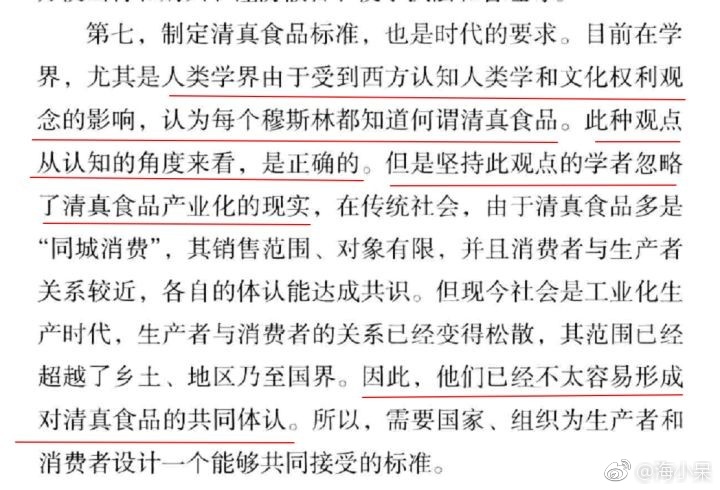 第七，制定清真食品标准，也是时代的要求。目前在学
界，尤其是人类学界由于受到西方认知人类学和文化权利观
念的影响，认为每个穆斯林都知道何谓清真食品。此种观点
从认知的角度来看，是正确的。但是坚持此观点的学者忽略
了清真食品产业化的现实，在传统社会，由于清真食品多是
“同城消费”，其销售范围、对象有限，并且消费者与生产者
关系较近，各自的体认能达成共识。但现今社会是工业化生
产时代，生产者与消费者的关系已经变得松散，其范围已经
超越了乡土、地区乃至国界。因此，他们已经不太容易形成
对清真食品的共同体认。所以，需要国家、组织为生产者和
消费者设计一个能够共同接受的标准。
@海小杲